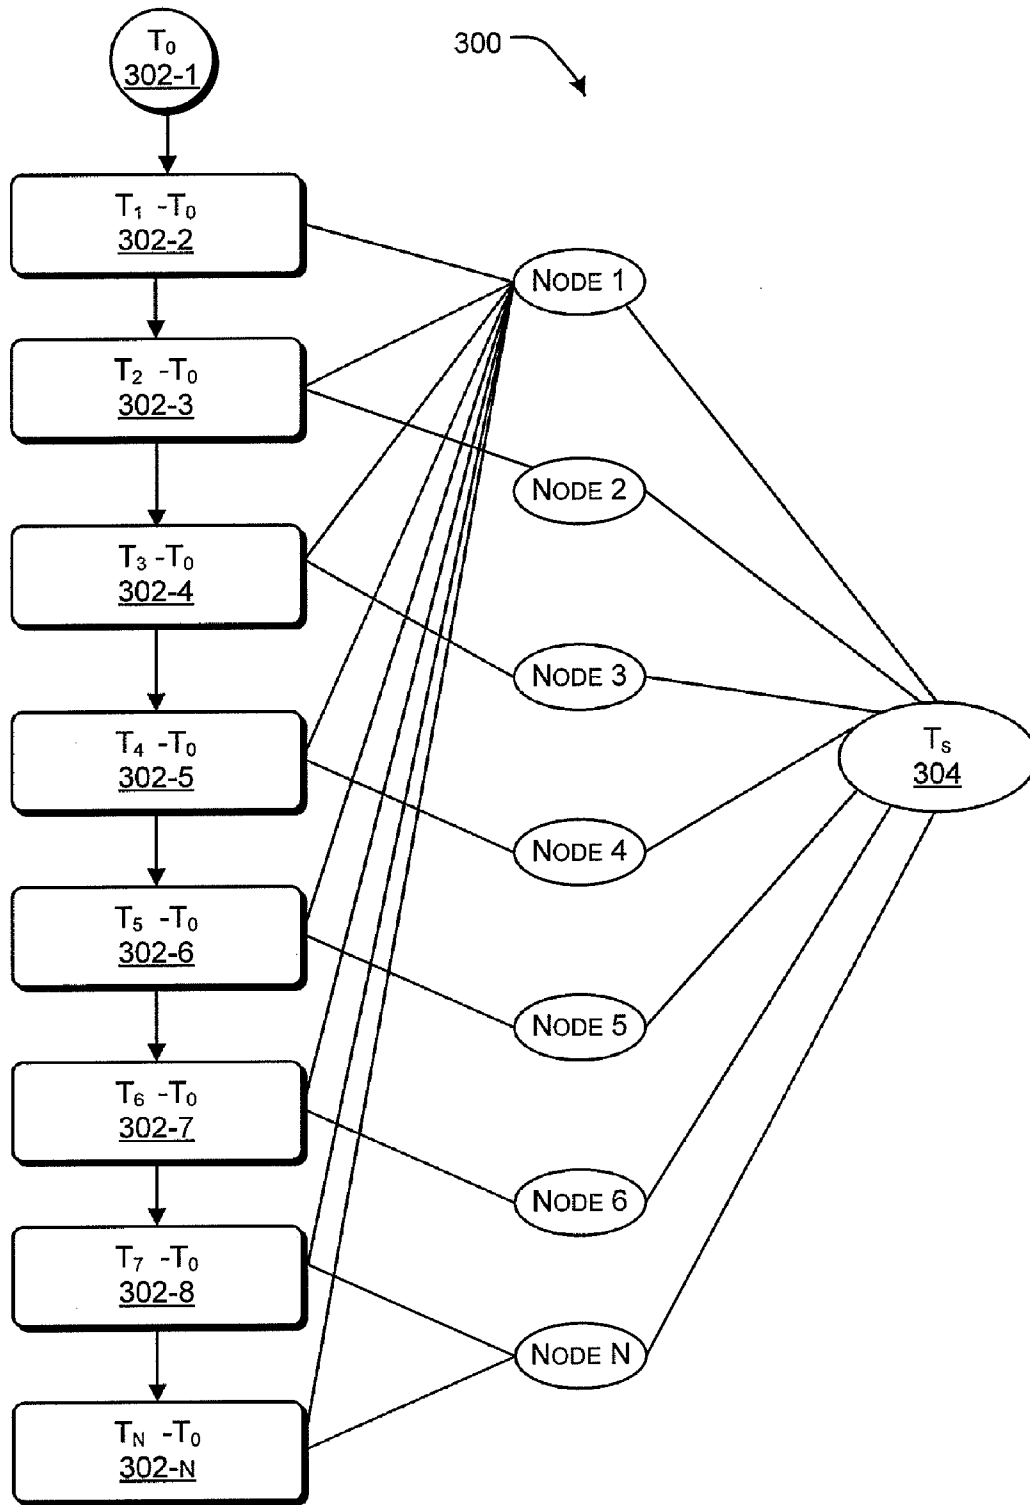 T₀
302-1
300
T₁ -T₀
302-2
NODE 1
T₂ -T₀
302-3
NODE 2
T₃ -T₀
302-4
NODE 3
T₄ -T₀
302-5
Tₛ
304
NODE 4
T₅ -T₀
302-6
NODE 5
T₆ -T₀
302-7
NODE 6
T₇ -T₀
302-8
NODE N
T_N -T₀
302-N